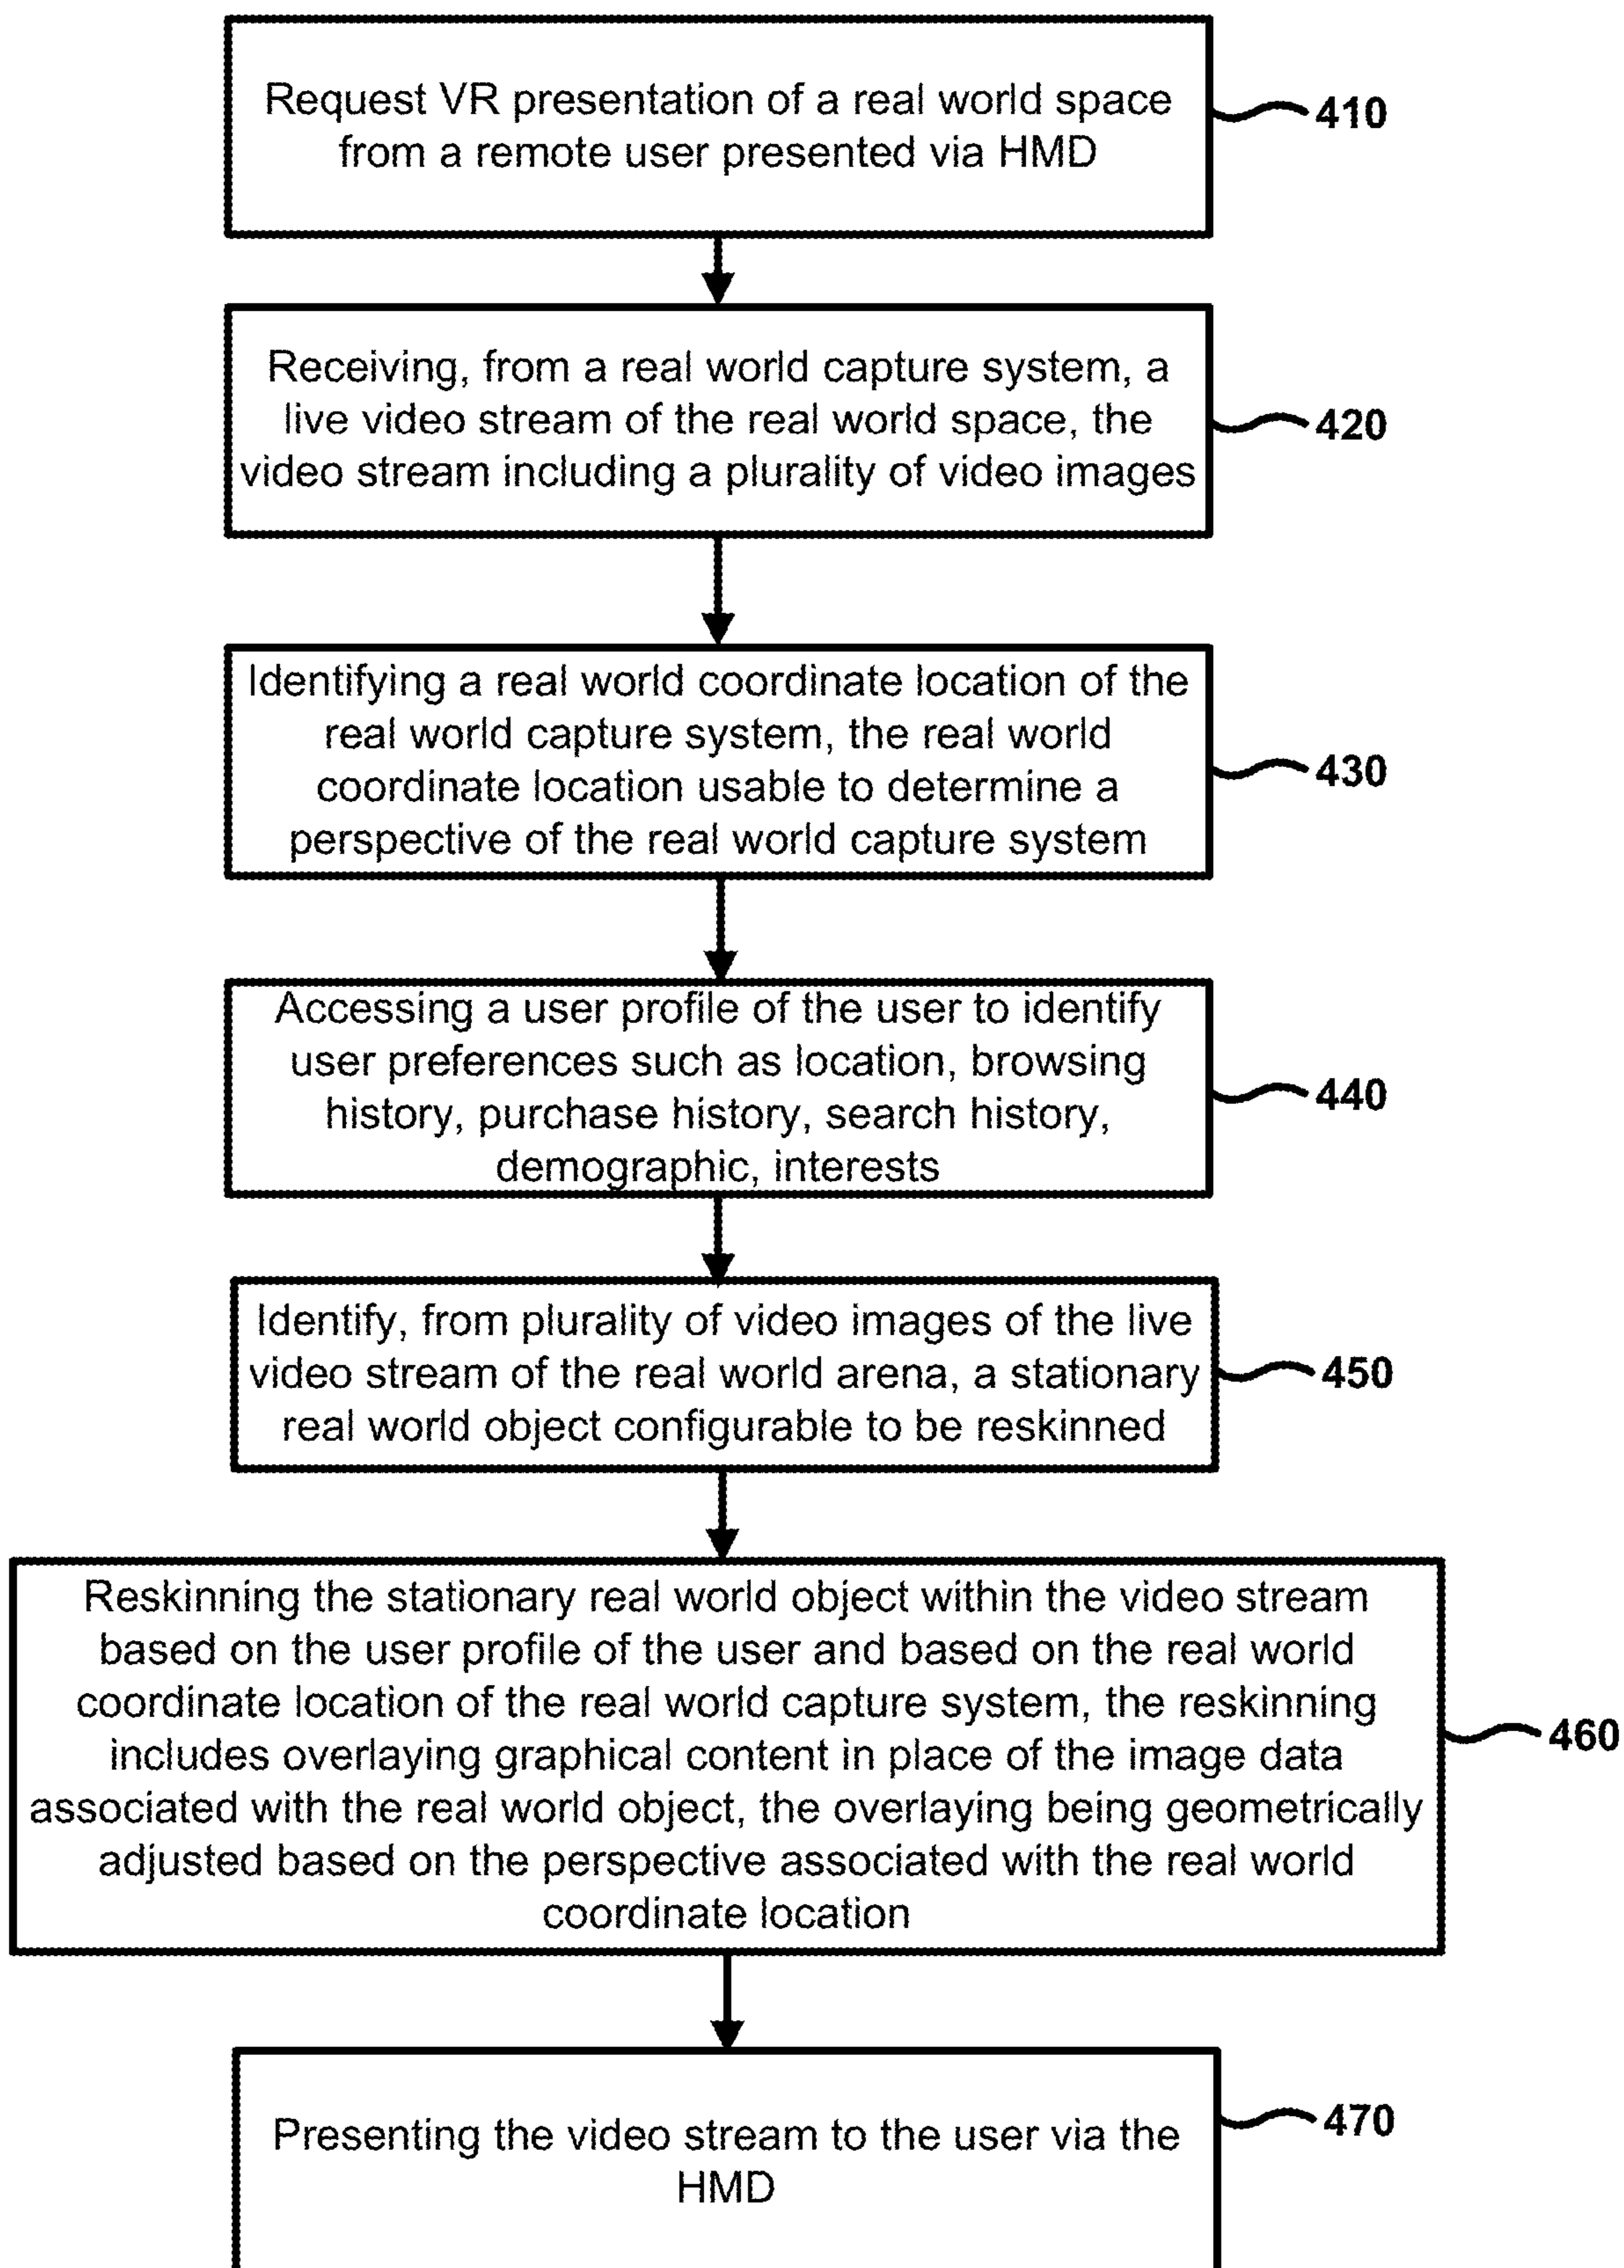 Request VR presentation of a real world space
from a remote user presented via HMD
410
Receiving, from a real world capture system, a
live video stream of the real world space, the
video stream including a plurality of video images
420
Identifying a real world coordinate location of the
real world capture system, the real world
coordinate location usable to determine a
perspective of the real world capture system
430
Accessing a user profile of the user to identify
user preferences such as location, browsing
history, purchase history, search history,
demographic, interests
440
Identify, from plurality of video images of the live
video stream of the real world arena, a stationary
real world object configurable to be reskinned
450
Reskinning the stationary real world object within the video stream
based on the user profile of the user and based on the real world
coordinate location of the real world capture system, the reskinning
includes overlaying graphical content in place of the image data
associated with the real world object, the overlaying being geometrically
adjusted based on the perspective associated with the real world
coordinate location
460
Presenting the video stream to the user via the
HMD
470